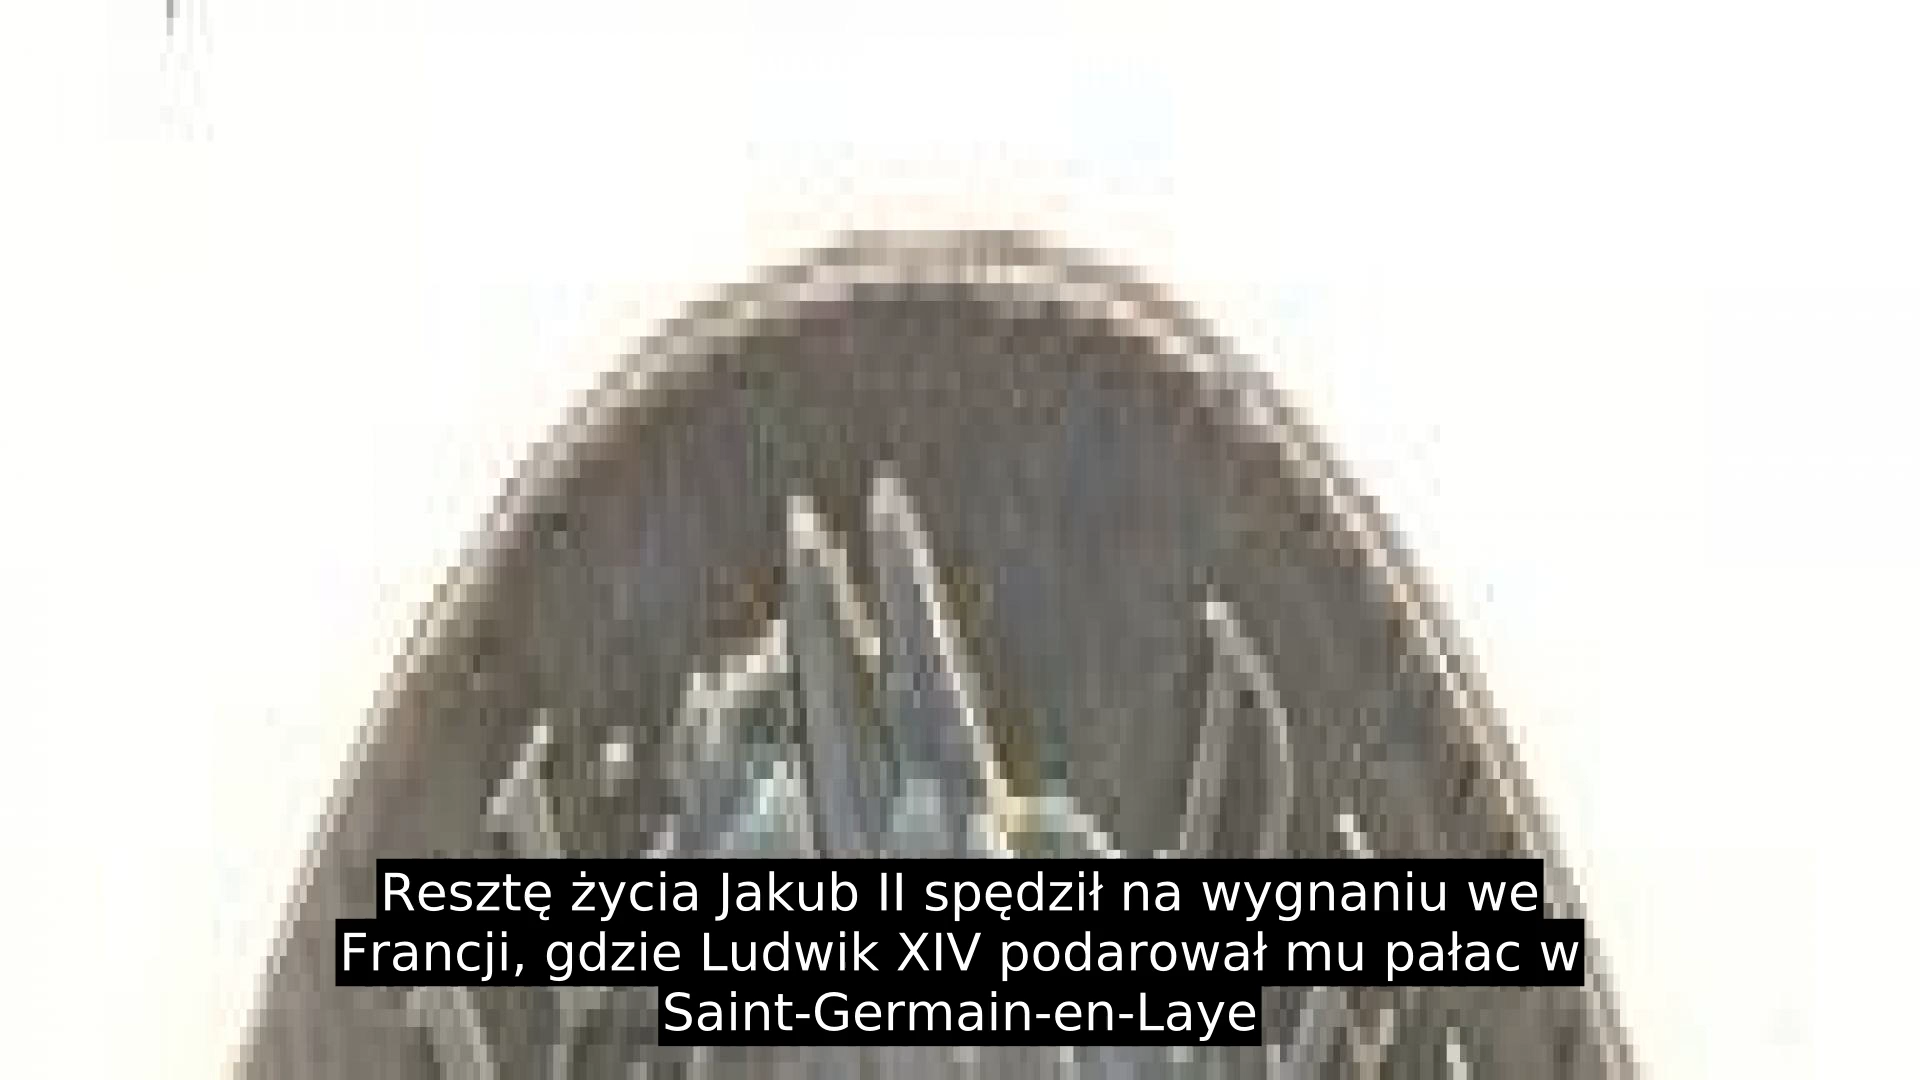 Resztę życia Jakub II spędził na wygnaniu we
Francji, gdzie Ludwik XIV podarował mu pałac w
Saint-Germain-en-Laye